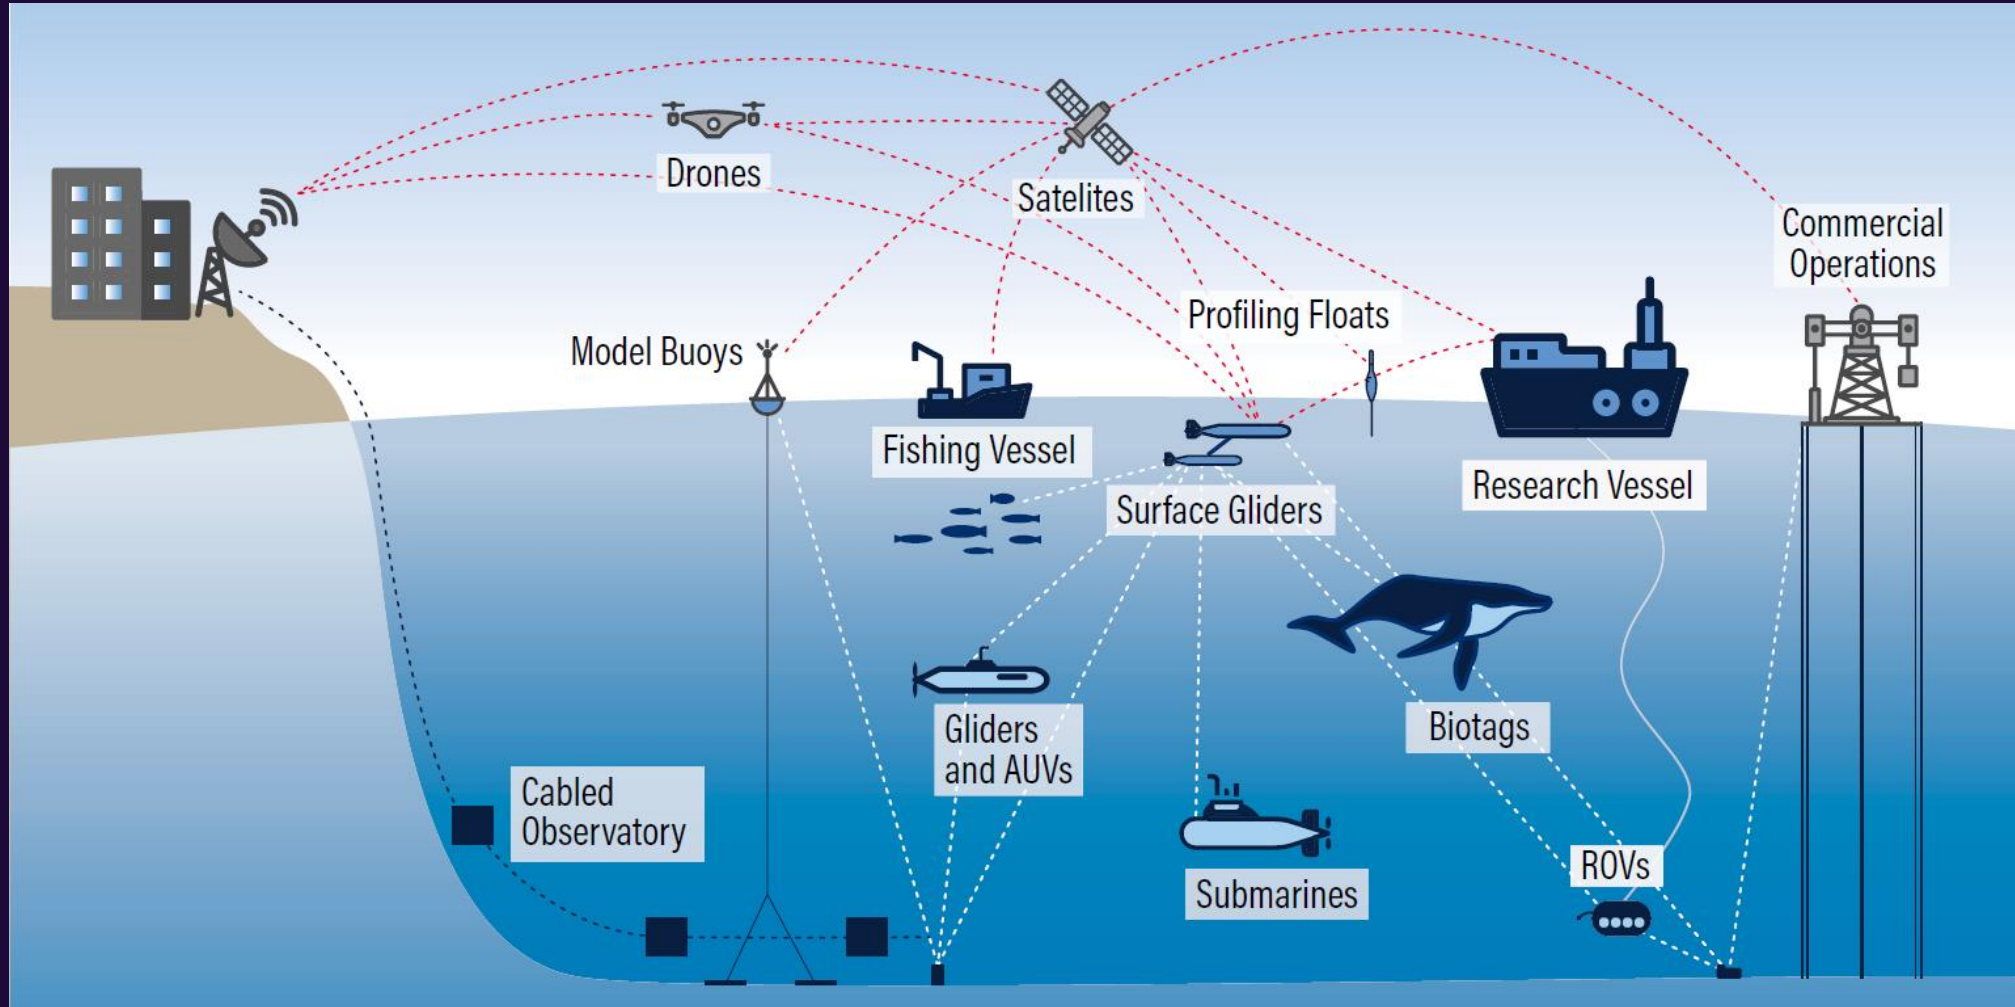 Drones
Satelites
Commercial
Operations
Profiling Floats
Model Buoys
Fishing Vessel
Research Vessel
Surface Gliders
Gliders
and AUVs
Biotags
Cabled
Observatory
ROVs
Submarines